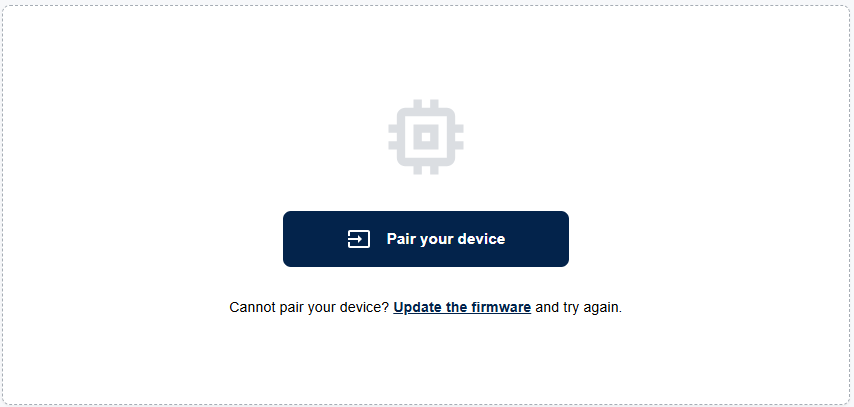 Pair your device
Cannot pair your device? Update the firmware and try again.